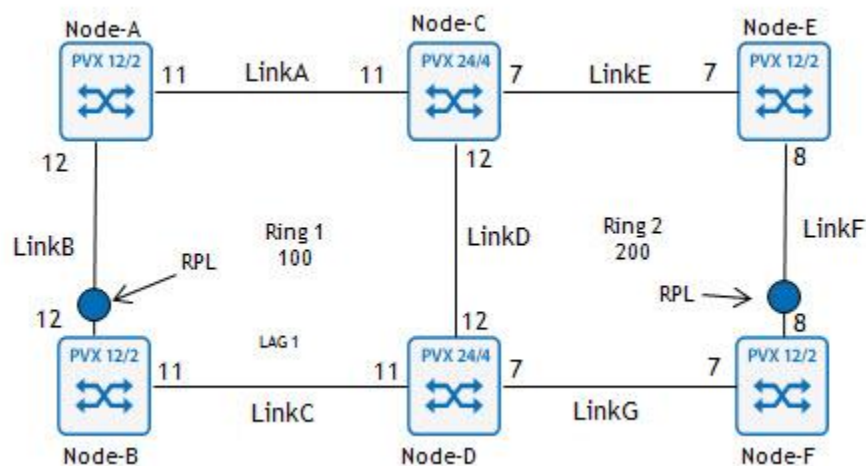 Node-A
Node-C
Node-E
PVX 12/2
PVX 24/4
PVX 12/2
11
LinkA
11
7
LinkE
7
12
12
8
LinkB
RPL
Ring 1
100
LinkD
Ring 2
200
LinkF
RPL
12
12
8
LAG 1
PVX 12/2
PVX 24/4
PVX 12/2
11
LinkC
11
7
LinkG
7
Node-B
Node-D
Node-F